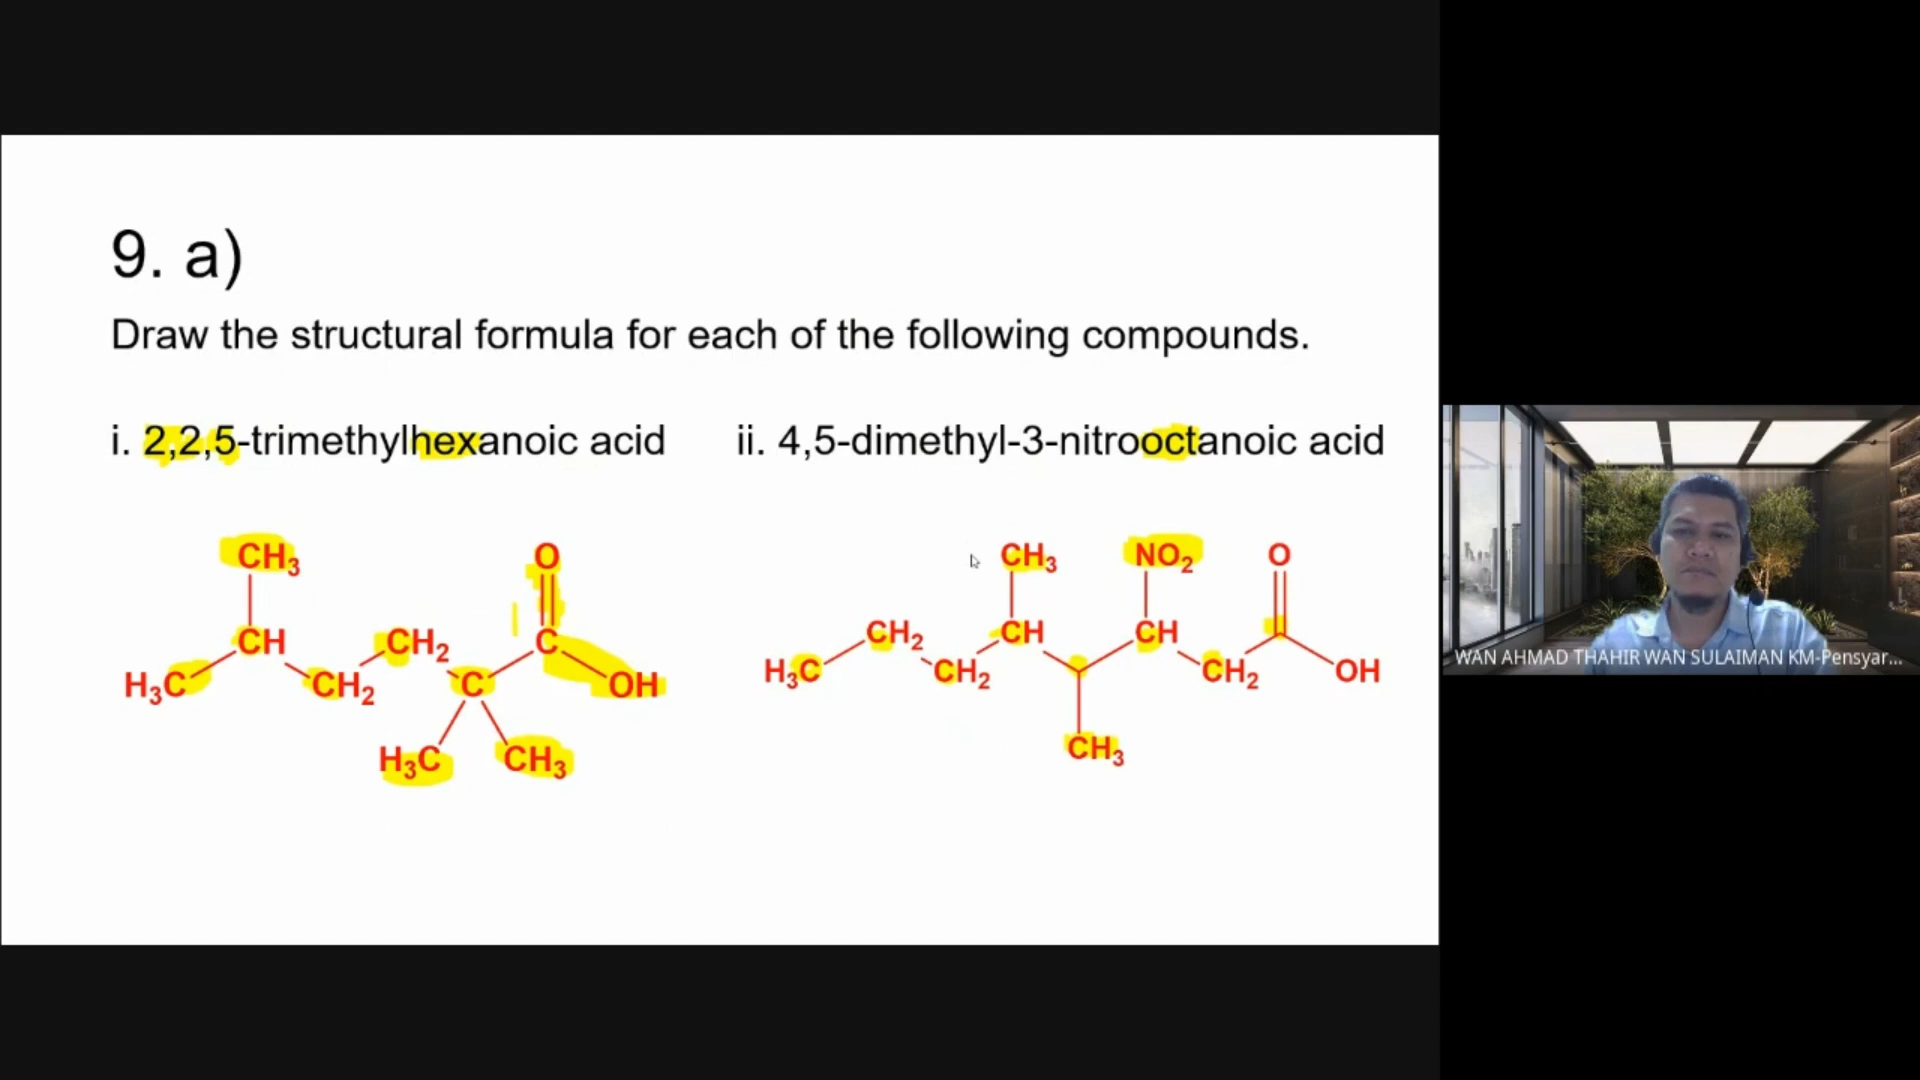 9. a)
Draw the structural formula for each of the following compounds.
i. 2,2,5-trimethylhexanoic acid
ii. 4,5-dimethyl-3-nitrooctanoic acid
CH₃
O
CH
CH₂
C
H₃C
CH₂
C
OH
H₃C
CH₃
CH₃
NO₂
O
CH₂
CH
CH
H₃C
CH₂
CH₂
OH
CH₃
WAN AHMAD THAHIR WAN SULAIMAN KM-Pensyar...